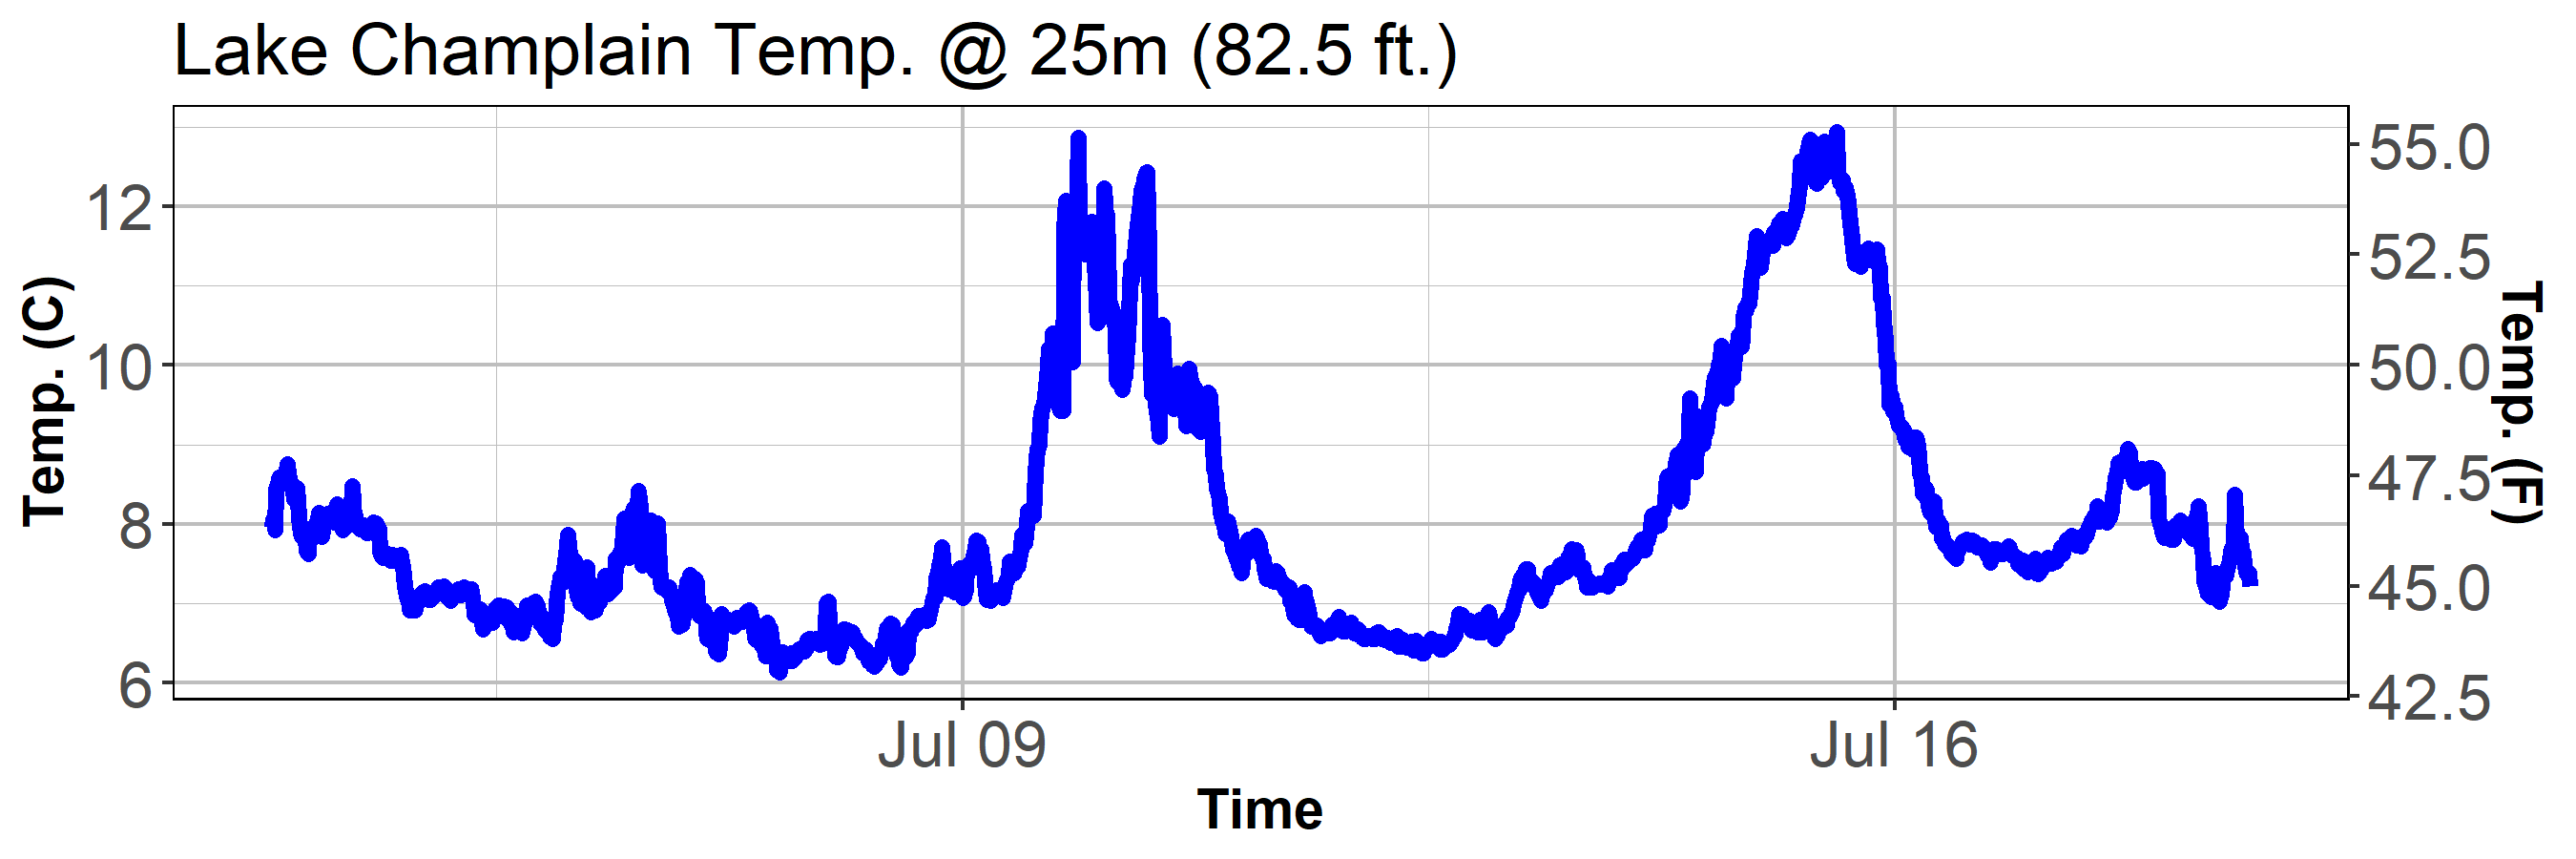 Lake Champlain Temp. @ 25m (82.5 ft.)
Temp. (C)
12
10
8
6
55.0
52.5
50.0
47.5
45.0
42.5
Temp. (F)
Jul 09
Jul 16
Time